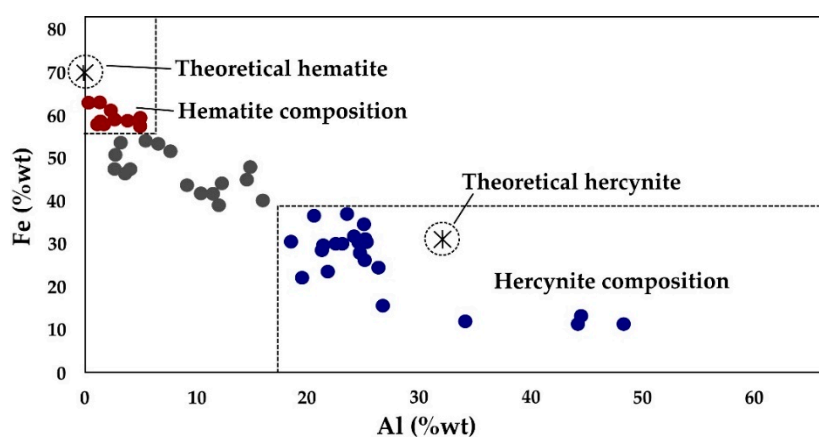 80
70
60
50
40
30
20
10
0
Fe (%wt)
Theoretical hematite
Hematite composition
Theoretical hercynite
Hercynite composition
0 10 20 30 40 50 60
Al (%wt)